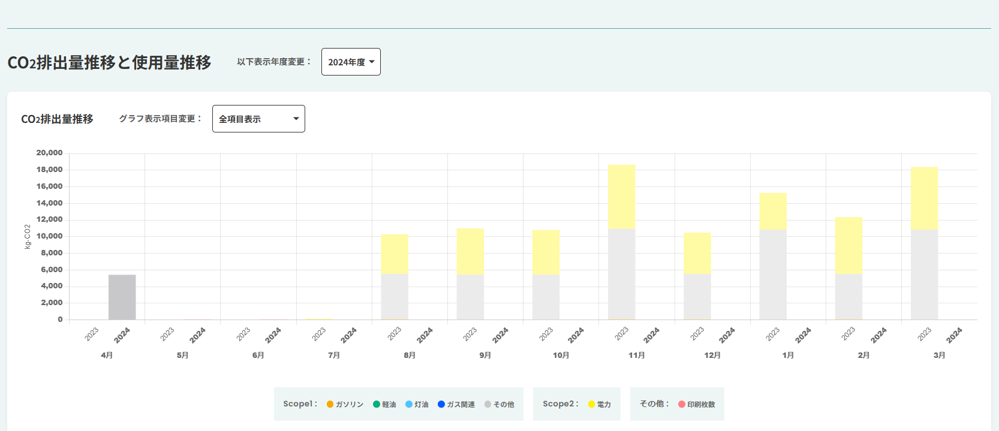 CO2排出量推移と使用量推移 以下表示年度変更： 2024年度
CO2排出量推移 グラフ表示項目変更： 全項目表示
20,000
18,000
16,000
14,000
12,000
10,000
8,000
6,000
4,000
2,000
0
kg-CO2
2023 2024 2023 2024 2023 2024 2023 2024 2023 2024 2023 2024 2023 2024 2023 2024 2023 2024 2023 2024 2023 2024 2023 2024
4月 5月 6月 7月 8月 9月 10月 11月 12月 1月 2月 3月
Scope1： ガソリン 軽油 灯油 ガス関連 その他 Scope2： 電力 その他： 印刷枚数